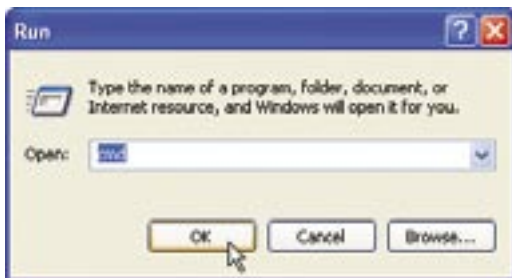 Run
Type the name of a program, folder, document, or
Internet resource, and Windows will open it for you.
Open: cmd
OK Cancel Browse...